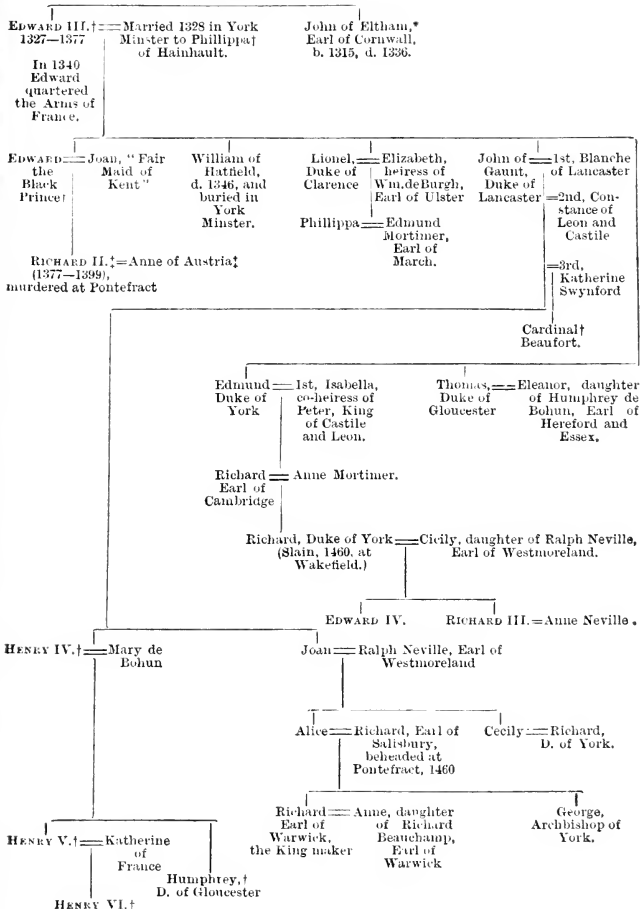 EDWARD III.†══Married 1328 in York
1327—1377 Minster to Phillippa†
of Hainhault.
In 1340
Edward
quartered
the Arms of
France.
John of Eltham,*
Earl of Cornwall,
b. 1315, d. 1336.
EDWARD══Joan, "Fair
the Maid of
Black Kent"
Prince†
William of
Hatfield,
d. 1346, and
buried in
York
Minster.
Lionel,══Elizabeth,
Duke of heiress of
Clarence Wm.deBurgh,
Earl of Ulster
John of══1st, Blanche
Gaunt, of Lancaster
Duke of
Lancaster=2nd, Con-
stance of
Leon and
Castile
=3rd,
Katherine
Swynford
Phillippa══Edmund
Mortimer,
Earl of
March.
RICHARD II.‡=Anne of Austria‡
(1377—1399),
murdered at Pontefract
Cardinal†
Beaufort.
Edmund══1st, Isabella,
Duke of co-heiress of
York Peter, King
of Castile
and Leon.
Thomas,══Eleanor, daughter
Duke of of Humphrey de
Gloucester Bohun, Earl of
Hereford and
Essex.
Richard══Anne Mortimer.
Earl of
Cambridge
Richard, Duke of York══Cicily, daughter of Ralph Neville,
(Slain, 1460, at Earl of Westmoreland.
Wakefield.)
EDWARD IV. RICHARD III.=Anne Neville.
HENRY IV.†══Mary de
Bohun
Joan══Ralph Neville, Earl of
Westmoreland
Alice══Richard, Earl of
Salisbury,
beheaded at
Pontefract, 1460
Cecily══Richard,
D. of York.
Richard══Anne, daughter
Earl of of Richard
Warwick, Beauchamp,
the King maker Earl of
Warwick
George,
Archbishop of
York.
HENRY V.†══Katherine
of
France
Humphrey,†
D. of Gloucester
HENRY VI.†